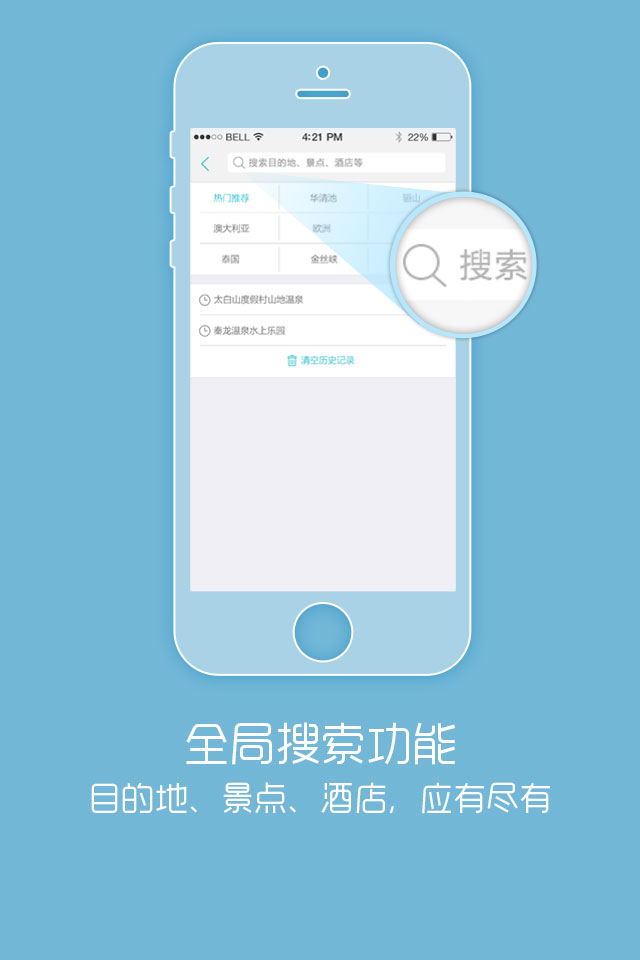 BELL 4:21 PM 22%
搜索目的地、景点、酒店等
热门推荐 华清池 骊山
澳大利亚 欧洲
泰国 金丝峡
搜索
太白山度假村山地温泉
秦龙温泉水上乐园
清空历史记录
全局搜索功能
目的地、景点、酒店,应有尽有